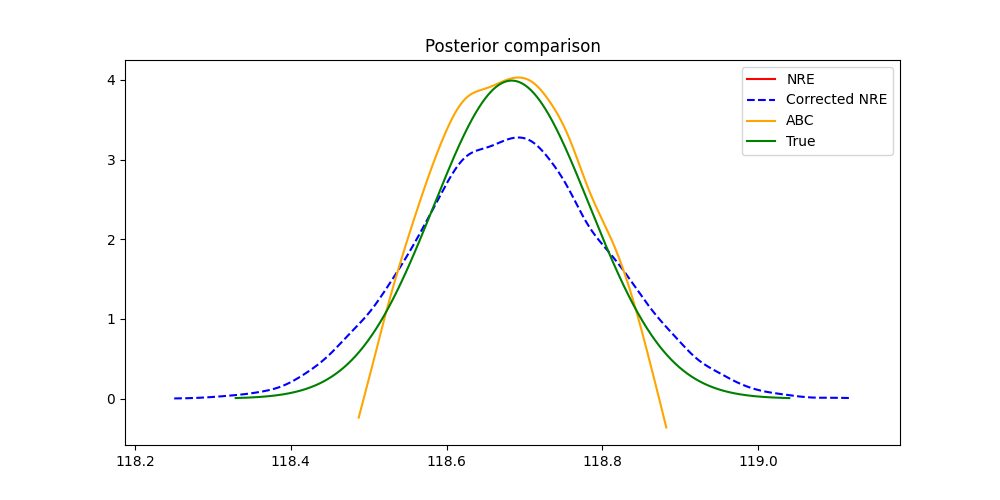 Posterior comparison
4
3
2
1
0
118.2 118.4 118.6 118.8 119.0
NRE
Corrected NRE
ABC
True